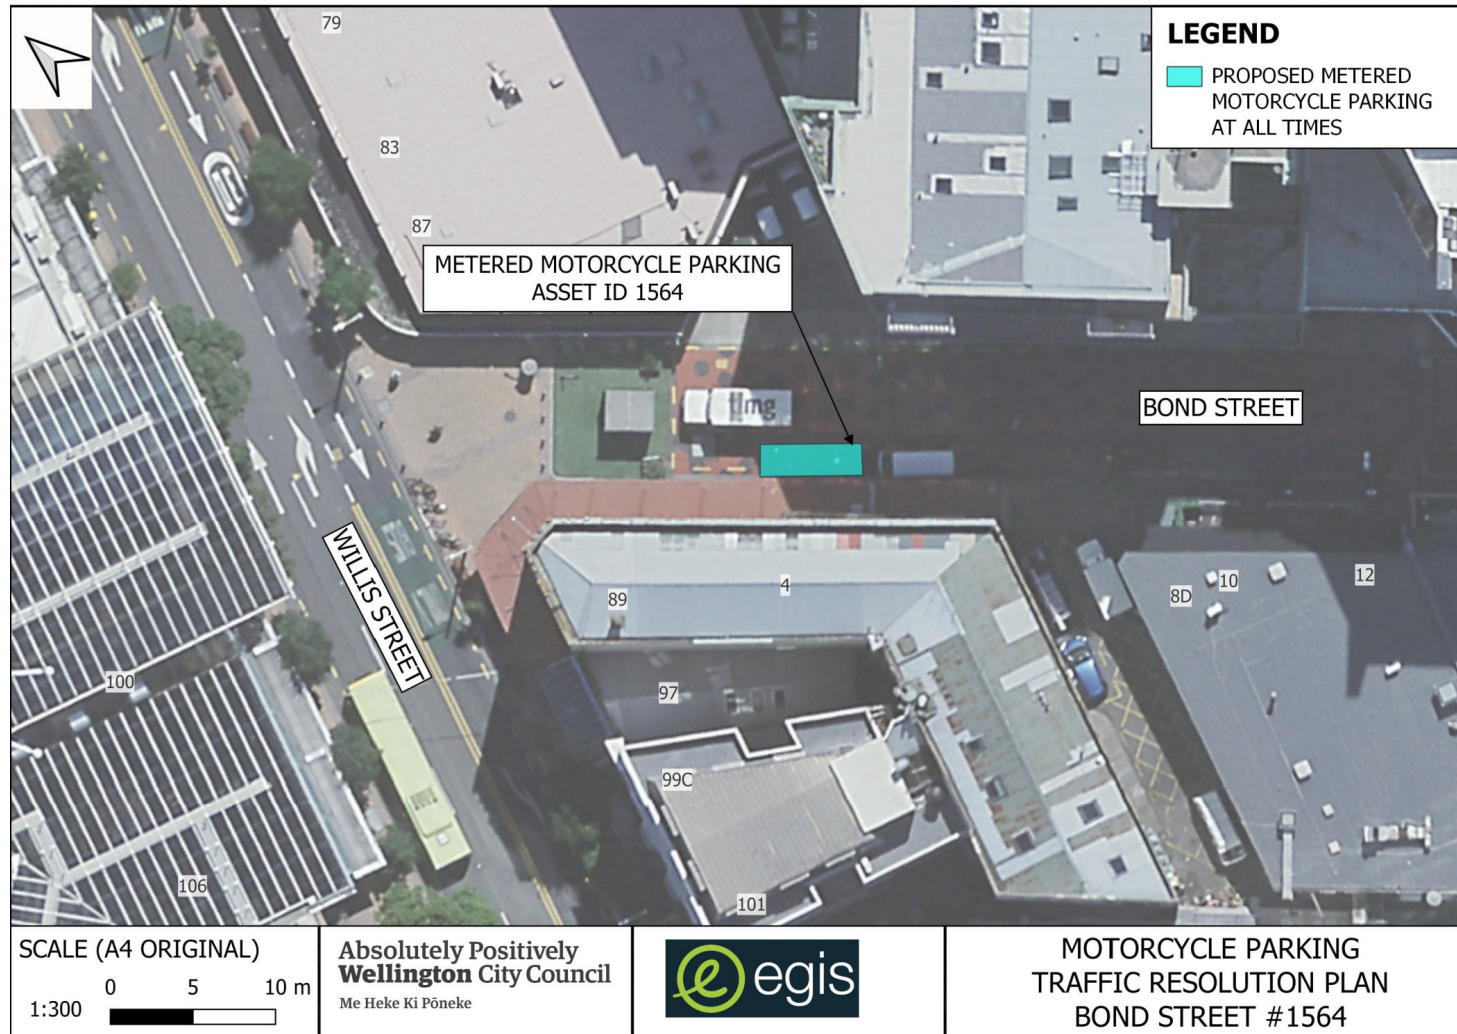 79
LEGEND
PROPOSED METERED
MOTORCYCLE PARKING
AT ALL TIMES
83
87
METERED MOTORCYCLE PARKING
ASSET ID 1564
timg
BOND STREET
WILLIS STREET
89
4
8D
10
12
100
97
99C
106
101
SCALE (A4 ORIGINAL)
1:300
0 5 10 m
Absolutely Positively
Wellington City Council
Me Heke Ki Pōneke
e egis
MOTORCYCLE PARKING
TRAFFIC RESOLUTION PLAN
BOND STREET #1564